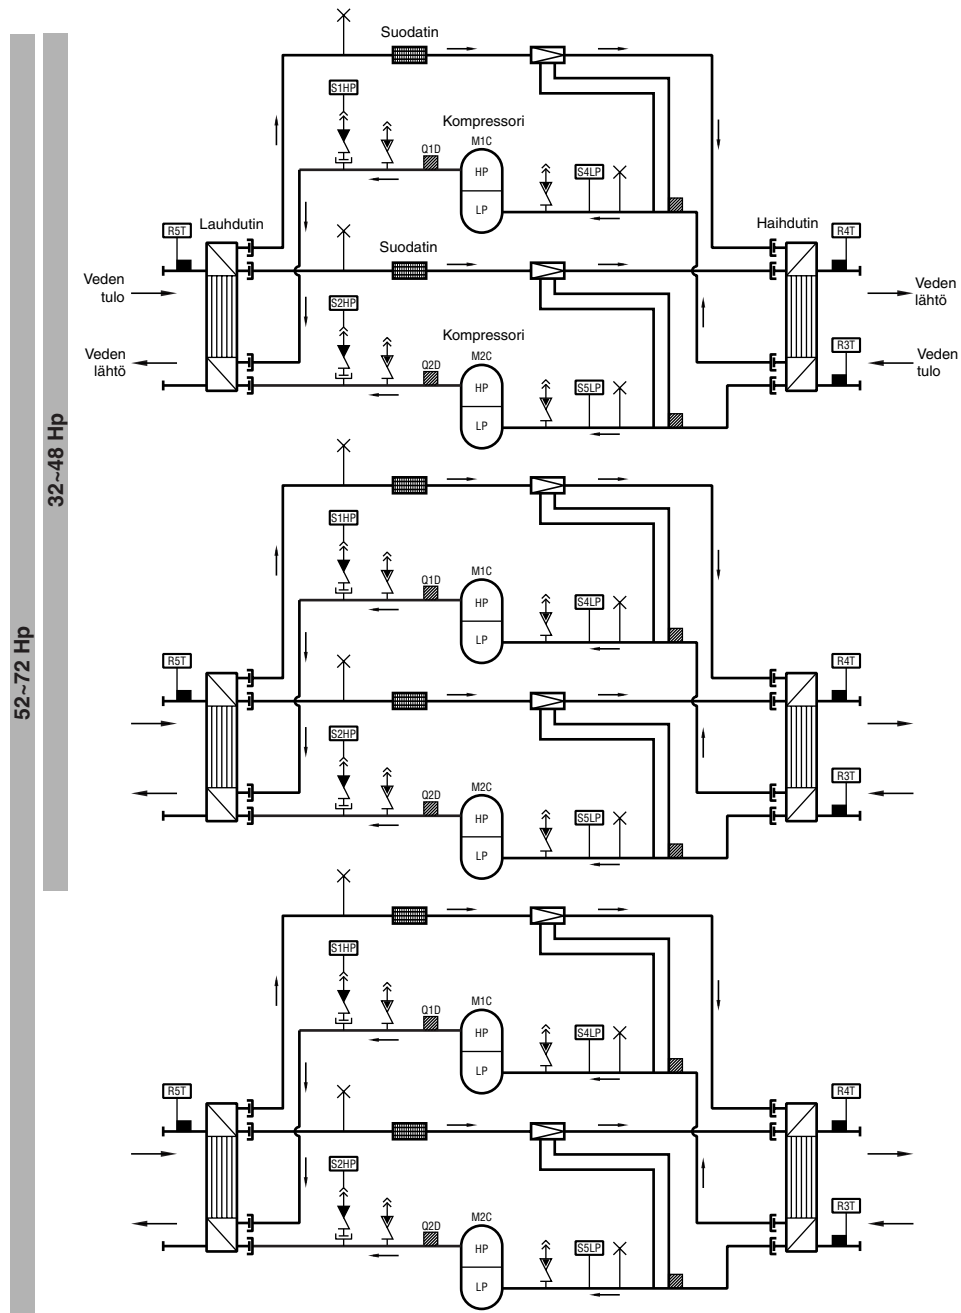 Suodatin
S1HP
Kompressori
M1C
Q1D
HP
S4LP
LP
Lauhdutin
Haihdutin
R5T
R4T
Suodatin
Veden
tulo
Veden
lähtö
S2HP
Kompressori
M2C
R3T
Veden
lähtö
Veden
tulo
Q2D
HP
S5LP
LP
32~48 Hp
52~72 Hp
S1HP
M1C
Q1D
HP
S4LP
LP
R5T
R4T
S2HP
R3T
M2C
Q2D
HP
S5LP
LP
S1HP
M1C
Q1D
HP
S4LP
LP
R5T
R4T
S2HP
R3T
M2C
Q2D
HP
S5LP
LP